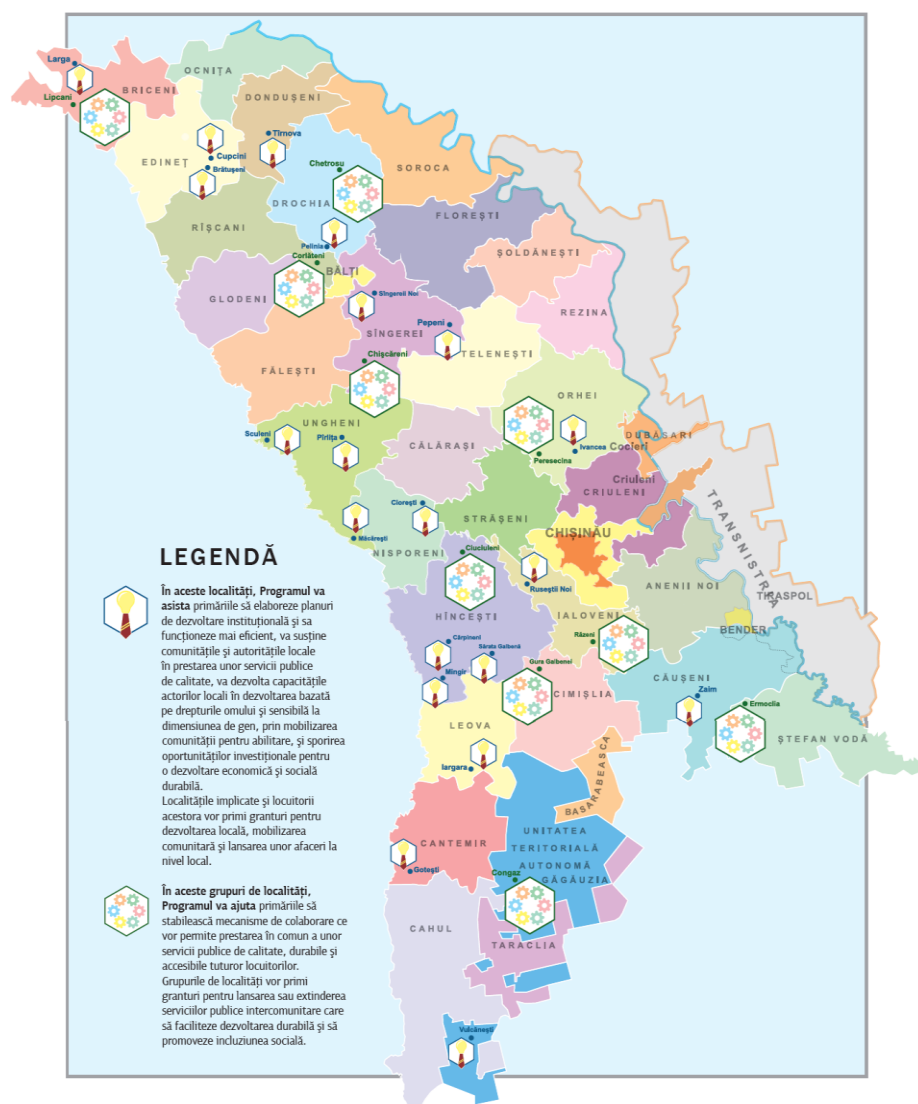 Larga
Lipcani
BRICENI
OCNIȚA
DONDUȘENI
EDINEȚ
Cupcini
Brătușeni
Tîrnova
Chetrosu
SOROCA
DROCHIA
RÎȘCANI
FLOREȘTI
Pelinia
Corlăteni
BĂLȚI
ȘOLDĂNEȘTI
GLODENI
Sîngereii Noi
REZINA
SÎNGEREI
Pepeni
TELENEȘTI
Chișcăreni
FĂLEȘTI
ORHEI
UNGHENI
Sculeni
Pîrlița
CĂLĂRAȘI
Ivancea
Peresecina
DUBĂSARI
Cocieri
Criuleni
CRIULENI
Ciorești
STRĂȘENI
CHIȘINĂU
TRANSNISTRA
Măcărești
NISPORENI
Ciuciuleni
Ruseștii Noi
ANENII NOI
TIRASPOL
HÎNCEȘTI
IALOVENI
BENDER
Cărpineni
Sărata Galbenă
Răzeni
Gura Galbenei
Mingir
CIMIȘLIA
CĂUȘENI
Zaim
Ermoclia
LEOVA
ȘTEFAN VODĂ
Iargara
BASARABEASCA
CANTEMIR
UNITATEA
TERITORIALĂ
AUTONOMĂ
GĂGĂUZIA
Gotești
Congaz
CAHUL
TARACLIA
Vulcănești
LEGENDĂ
În aceste localități, Programul va
asista primăriile să elaboreze planuri
de dezvoltare instituțională și sa
funcționeze mai eficient, va susține
comunitățile și autoritățile locale
în prestarea unor servicii publice
de calitate, va dezvolta capacitățile
actorilor locali în dezvoltarea bazată
pe drepturile omului și sensibilă la
dimensiunea de gen, prin mobilizarea
comunității pentru abilitare, și sporirea
oportunităților investiționale pentru
o dezvoltare economică și socială
durabilă.
Localitățile implicate și locuitorii
acestora vor primi granturi pentru
dezvoltarea locală, mobilizarea
comunitară și lansarea unor afaceri la
nivel local.
În aceste grupuri de localități,
Programul va ajuta primăriile să
stabilească mecanisme de colaborare ce
vor permite prestarea în comun a unor
servicii publice de calitate, durabile și
accesibile tuturor locuitorilor.
Grupurile de localități vor primi
granturi pentru lansarea sau extinderea
serviciilor publice intercomunitare care
să faciliteze dezvoltarea durabilă și să
promoveze incluziunea socială.